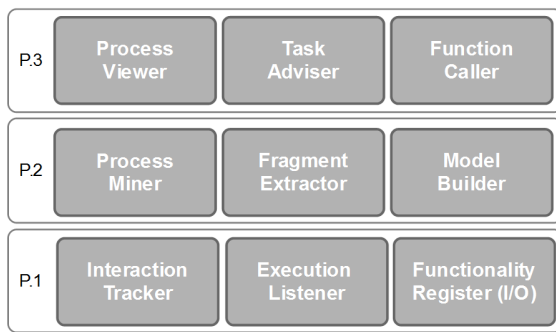 P.3
Process
Viewer
Task
Adviser
Function
Caller
P.2
Process
Miner
Fragment
Extractor
Model
Builder
P.1
Interaction
Tracker
Execution
Listener
Functionality
Register (I/O)